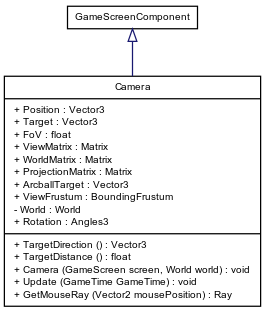 GameScreenComponent
Camera
+ Position : Vector3
+ Target : Vector3
+ FoV : float
+ ViewMatrix : Matrix
+ WorldMatrix : Matrix
+ ProjectionMatrix : Matrix
+ ArcballTarget : Vector3
+ ViewFrustum : BoundingFrustum
- World : World
+ Rotation : Angles3
+ TargetDirection () : Vector3
+ TargetDistance () : float
+ Camera (GameScreen screen, World world) : void
+ Update (GameTime GameTime) : void
+ GetMouseRay (Vector2 mousePosition) : Ray